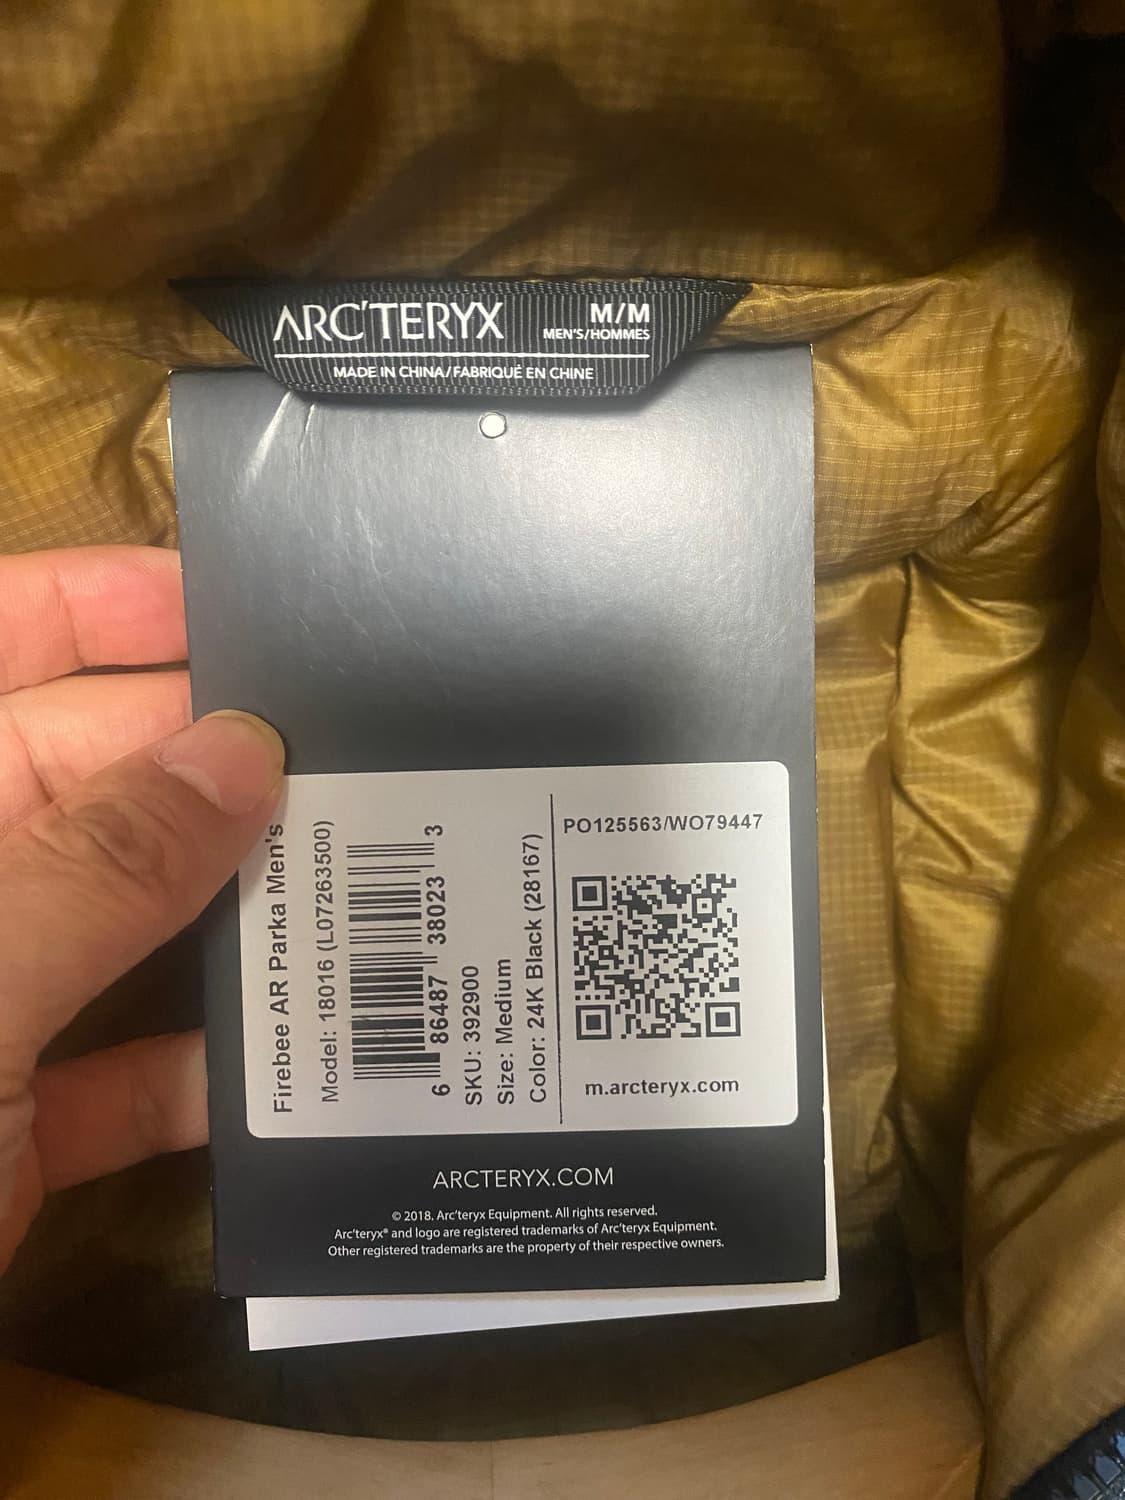 ARC'TERYX
M/M
MEN'S/HOMMES
MADE IN CHINA/FABRIQUÉ EN CHINE
Firebee AR Parka Men's
Model: 18016 (L07263500)
6 86487 38023 3
SKU: 392900
Size: Medium
Color: 24K Black (28167)
PO125563/WO79447
m.arcteryx.com
ARCTERYX.COM
© 2018. Arc'teryx Equipment. All rights reserved.
Arc'teryx® and logo are registered trademarks of Arc'teryx Equipment.
Other registered trademarks are the property of their respective owners.